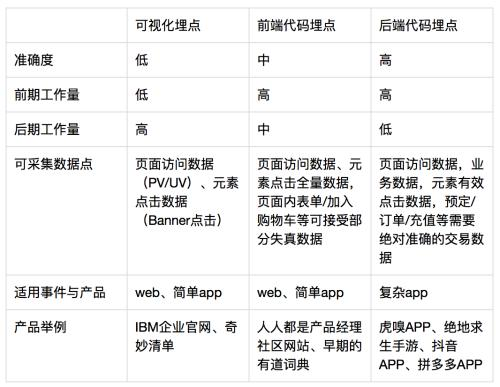 可视化埋点 前端代码埋点 后端代码埋点
准确度 低 中 高
前期工作量 低 高 高
后期工作量 高 中 低
可采集数据点
页面访问数据
（PV/UV）、元素
点击数据
（Banner点击）
页面访问数据、元
素点击全量数据，
页面内表单/加入
购物车等可接受部
分失真数据
页面访问数据，业
务数据，元素有效
点击数据，预定/
订单/充值等需要
绝对准确的交易数
据
适用事件与产品 web、简单app web、简单app 复杂app
产品举例
IBM企业官网、奇
妙清单
人人都是产品经理
社区网站、早期的
有道词典
虎嗅APP、绝地求
生手游、抖音
APP、拼多多APP